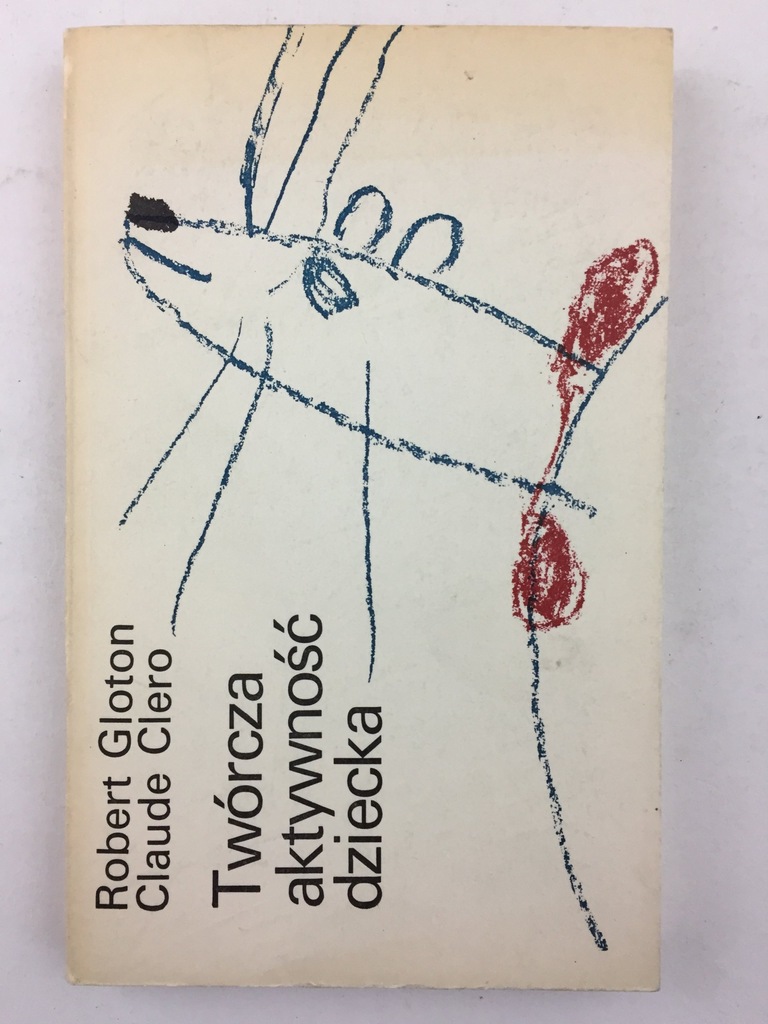 Robert Gloton
Claude Clero
Twórcza
aktywność
dziecka